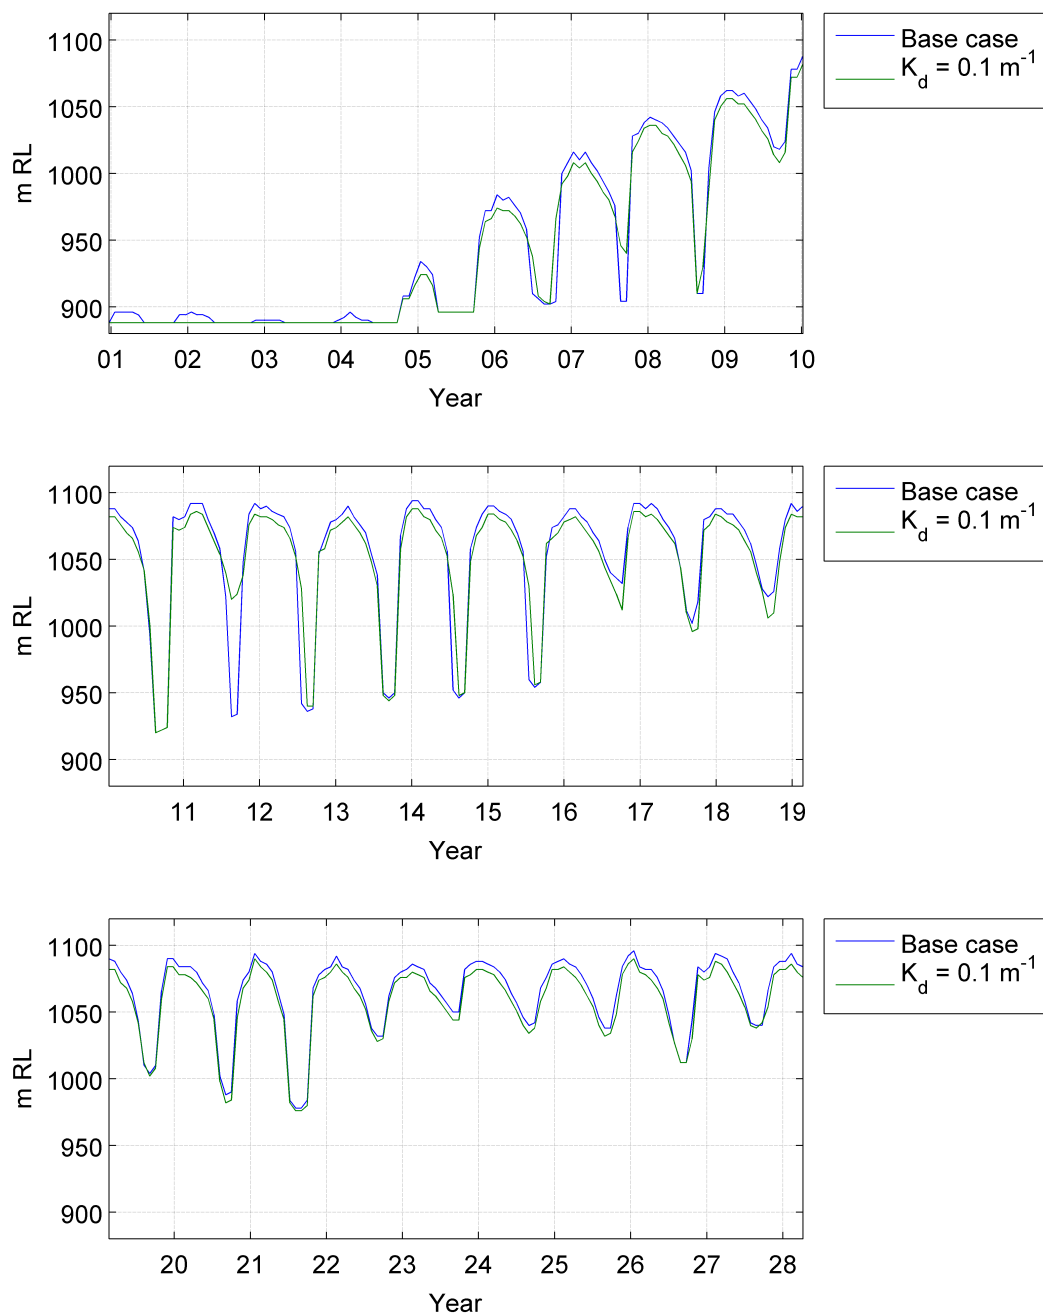 1100
1050
1000
950
900
m RL
01 02 03 04 05 06 07 08 09 10
Year
Base case
K_d = 0.1 m^-1
1100
1050
1000
950
900
m RL
11 12 13 14 15 16 17 18 19
Year
Base case
K_d = 0.1 m^-1
1100
1050
1000
950
900
m RL
20 21 22 23 24 25 26 27 28
Year
Base case
K_d = 0.1 m^-1